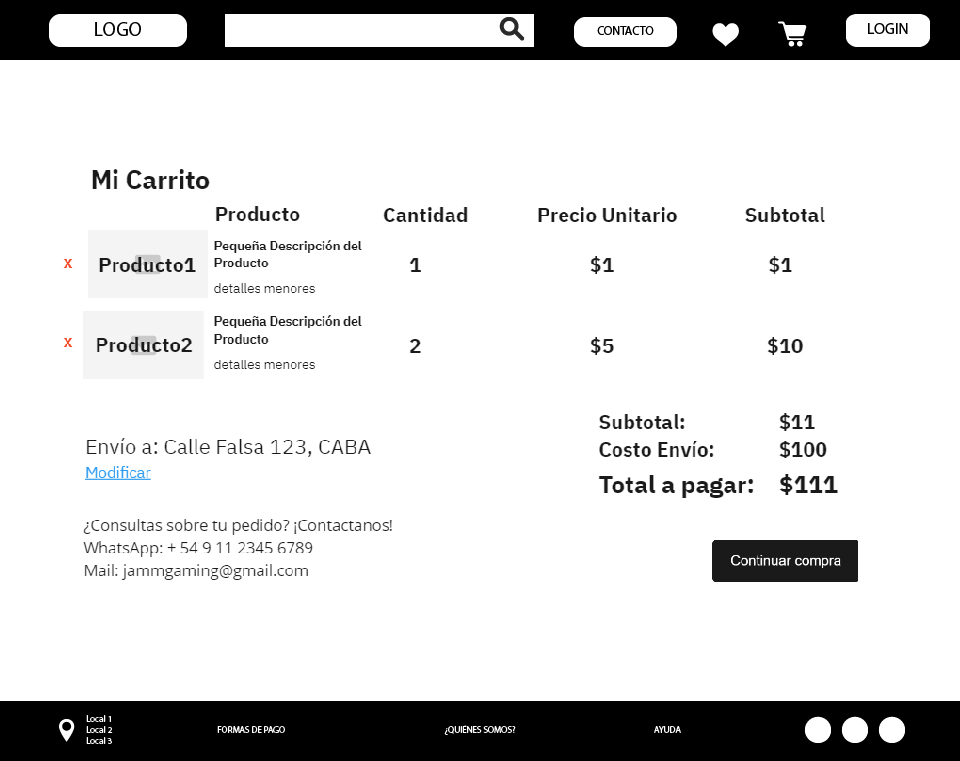 LOGO
CONTACTO
LOGIN
Mi Carrito
Producto Cantidad Precio Unitario Subtotal
x Producto1 Pequeña Descripción del
Producto
detalles menores
1 $1 $1
x Producto2 Pequeña Descripción del
Producto
detalles menores
2 $5 $10
Subtotal: $11
Costo Envío: $100
Total a pagar: $111
Envío a: Calle Falsa 123, CABA
Modificar
¿Consultas sobre tu pedido? ¡Contactanos!
WhatsApp: + 54 9 11 2345 6789
Mail: jammgaming@gmail.com
Continuar compra
Local 1
Local 2
Local 3
FORMAS DE PAGO
¿QUIÉNES SOMOS?
AYUDA